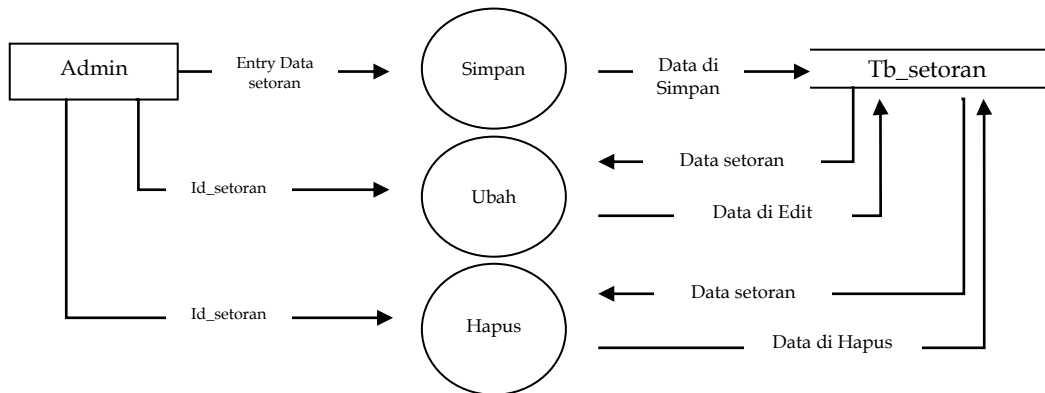 Admin
Entry Data
setoran
Simpan
Data di
Simpan
Tb_setoran
Id_setoran
Ubah
Data setoran
Data di Edit
Id_setoran
Hapus
Data setoran
Data di Hapus